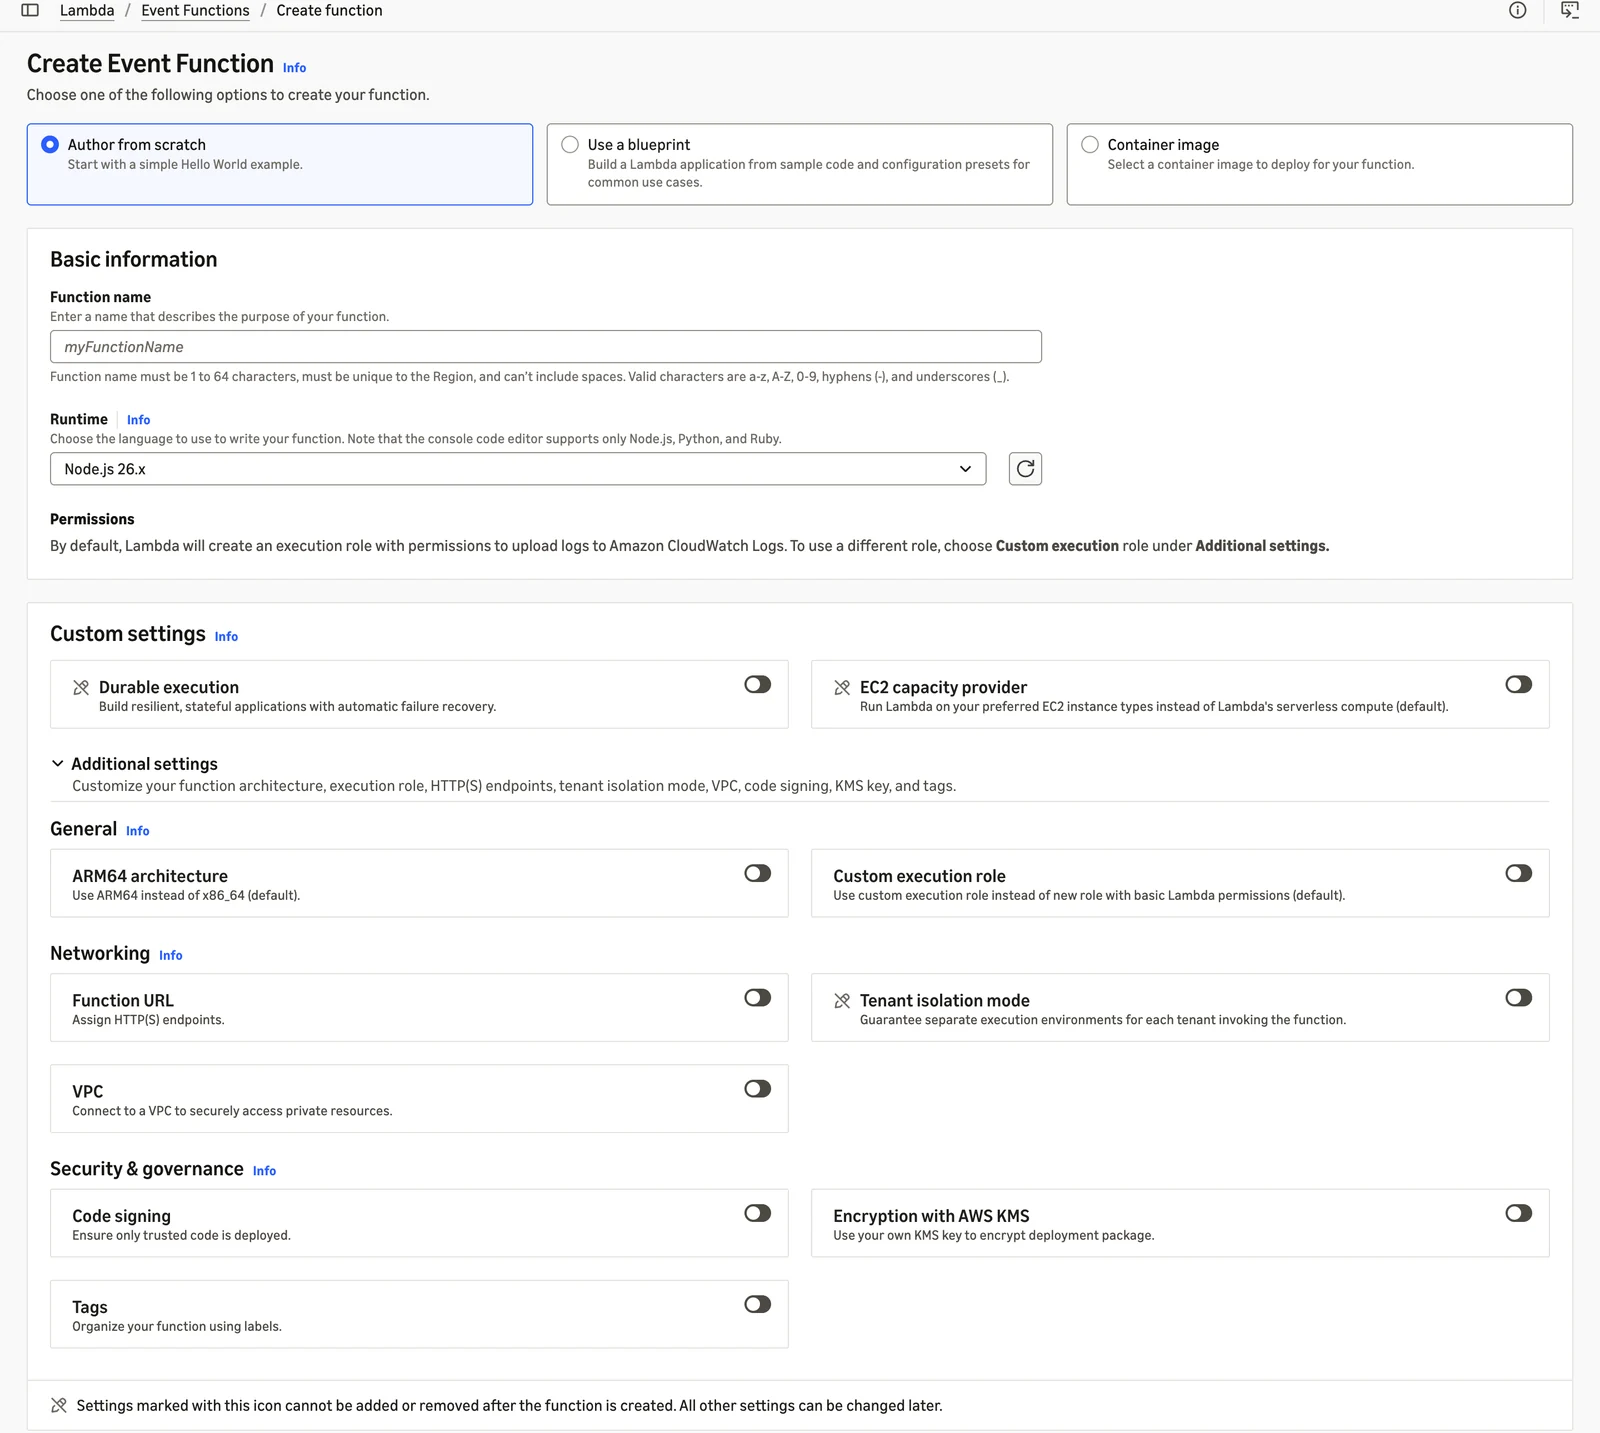 Lambda / Event Functions / Create function
Create Event Function Info
Choose one of the following options to create your function.
Author from scratch
Start with a simple Hello World example.
Use a blueprint
Build a Lambda application from sample code and configuration presets for
common use cases.
Container image
Select a container image to deploy for your function.
Basic information
Function name
Enter a name that describes the purpose of your function.
myFunctionName
Function name must be 1 to 64 characters, must be unique to the Region, and can't include spaces. Valid characters are a-z, A-Z, 0-9, hyphens (-), and underscores (_).
Runtime Info
Choose the language to use to write your function. Note that the console code editor supports only Node.js, Python, and Ruby.
Node.js 26.x
Permissions
By default, Lambda will create an execution role with permissions to upload logs to Amazon CloudWatch Logs. To use a different role, choose Custom execution role under Additional settings.
Custom settings Info
Durable execution
Build resilient, stateful applications with automatic failure recovery.
EC2 capacity provider
Run Lambda on your preferred EC2 instance types instead of Lambda's serverless compute (default).
Additional settings
Customize your function architecture, execution role, HTTP(S) endpoints, tenant isolation mode, VPC, code signing, KMS key, and tags.
General Info
ARM64 architecture
Use ARM64 instead of x86_64 (default).
Custom execution role
Use custom execution role instead of new role with basic Lambda permissions (default).
Networking Info
Function URL
Assign HTTP(S) endpoints.
Tenant isolation mode
Guarantee separate execution environments for each tenant invoking the function.
VPC
Connect to a VPC to securely access private resources.
Security & governance Info
Code signing
Ensure only trusted code is deployed.
Encryption with AWS KMS
Use your own KMS key to encrypt deployment package.
Tags
Organize your function using labels.
Settings marked with this icon cannot be added or removed after the function is created. All other settings can be changed later.